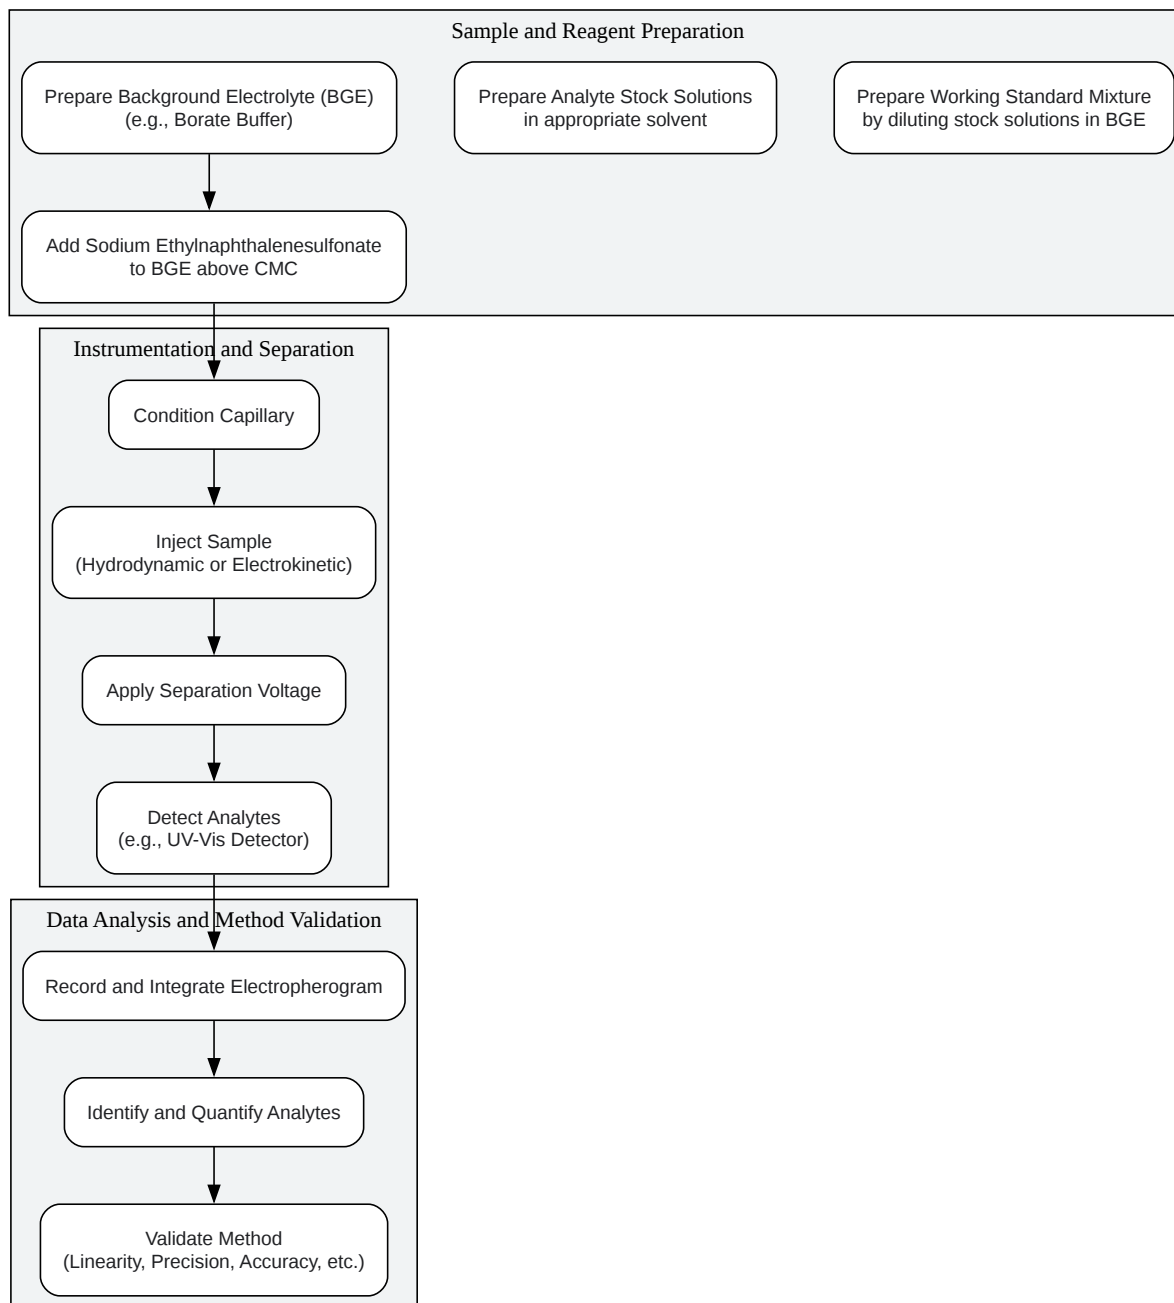 Sample and Reagent Preparation
Prepare Background Electrolyte (BGE)
(e.g., Borate Buffer)
Prepare Analyte Stock Solutions
in appropriate solvent
Prepare Working Standard Mixture
by diluting stock solutions in BGE
Add Sodium Ethylnaphthalenesulfonate
to BGE above CMC
Instrumentation and Separation
Condition Capillary
Inject Sample
(Hydrodynamic or Electrokinetic)
Apply Separation Voltage
Detect Analytes
(e.g., UV-Vis Detector)
Data Analysis and Method Validation
Record and Integrate Electropherogram
Identify and Quantify Analytes
Validate Method
(Linearity, Precision, Accuracy, etc.)